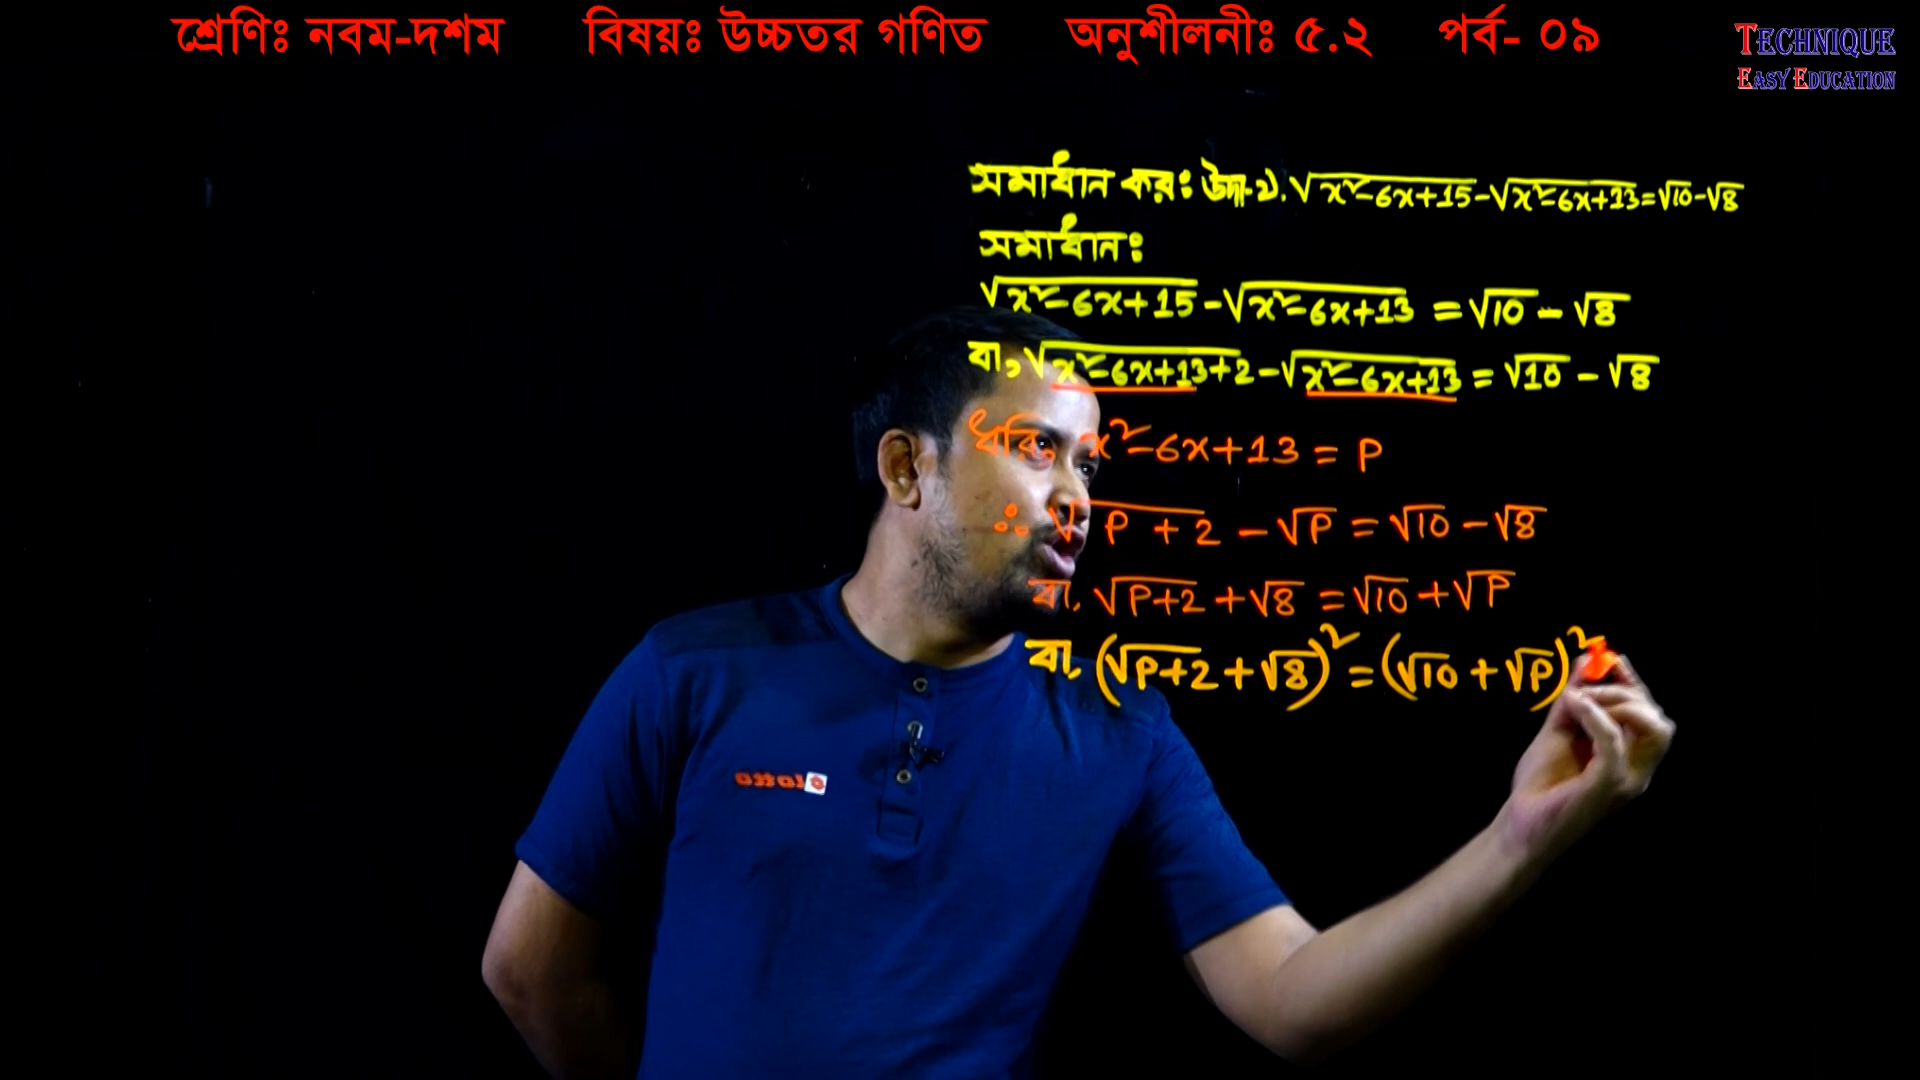 শ্রেণিঃ নবম-দশম বিষয়ঃ উচ্চতর গণিত অনুশীলনীঃ ৫.২ পর্ব- ০৯
TECHNIQUE
EASY EDUCATION
সমাধান করঃ উদা-১. √(x²-6x+15) - √(x²-6x+13) = √10 - √8
সমাধানঃ
√(x²-6x+15) - √(x²-6x+13) = √10 - √8
বা, √(x²-6x+13+2) - √(x²-6x+13) = √10 - √8
ধরি, x²-6x+13 = P
∴ √(P+2) - √P = √10 - √8
বা, √(P+2) + √8 = √10 + √P
বা, (√(P+2) + √8)² = (√10 + √P)²
lotto